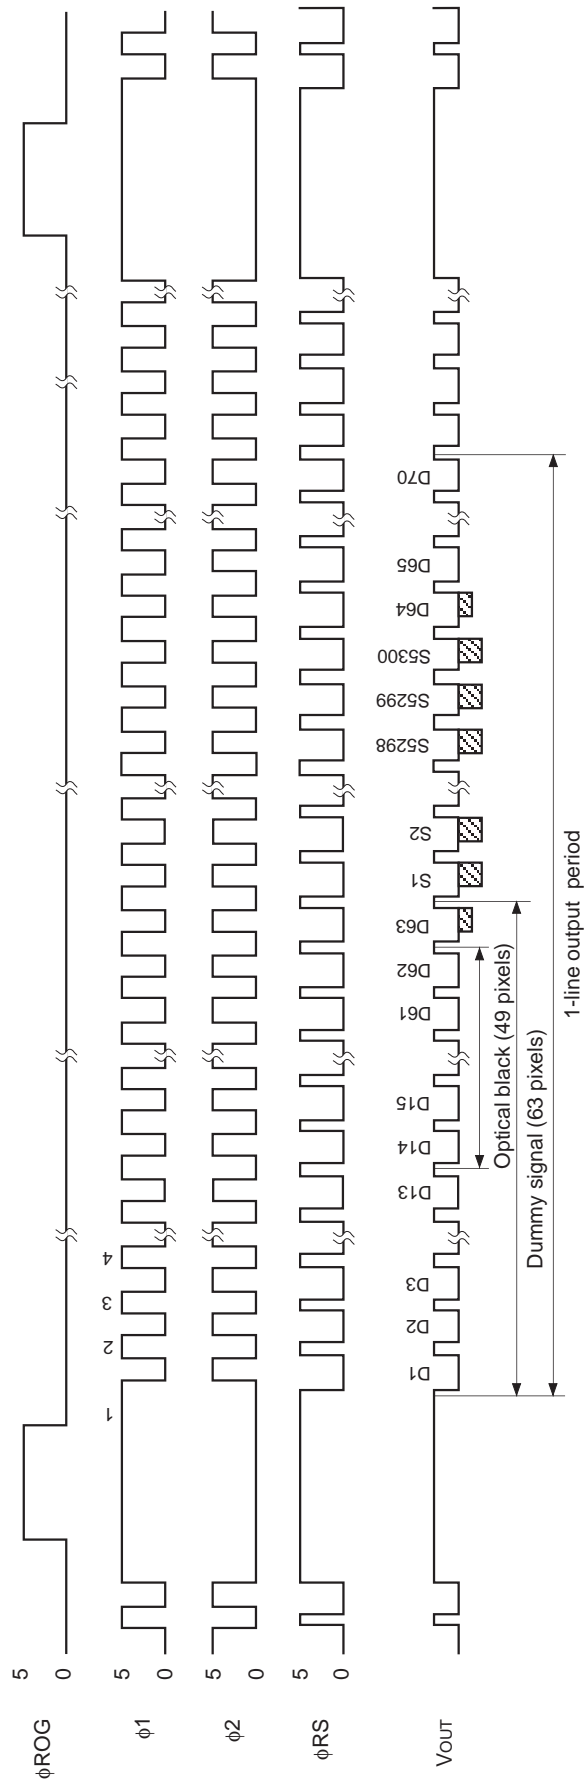 φROG
5
0
φ1
5
0
1
2
3
4
φ2
5
0
φRS
5
0
VOUT
D1
D2
D3
D13
D14
D15
D61
D62
D63
S1
S2
S5298
S5299
S5300
D64
D65
D70
Optical black (49 pixels)
Dummy signal (63 pixels)
1-line output period